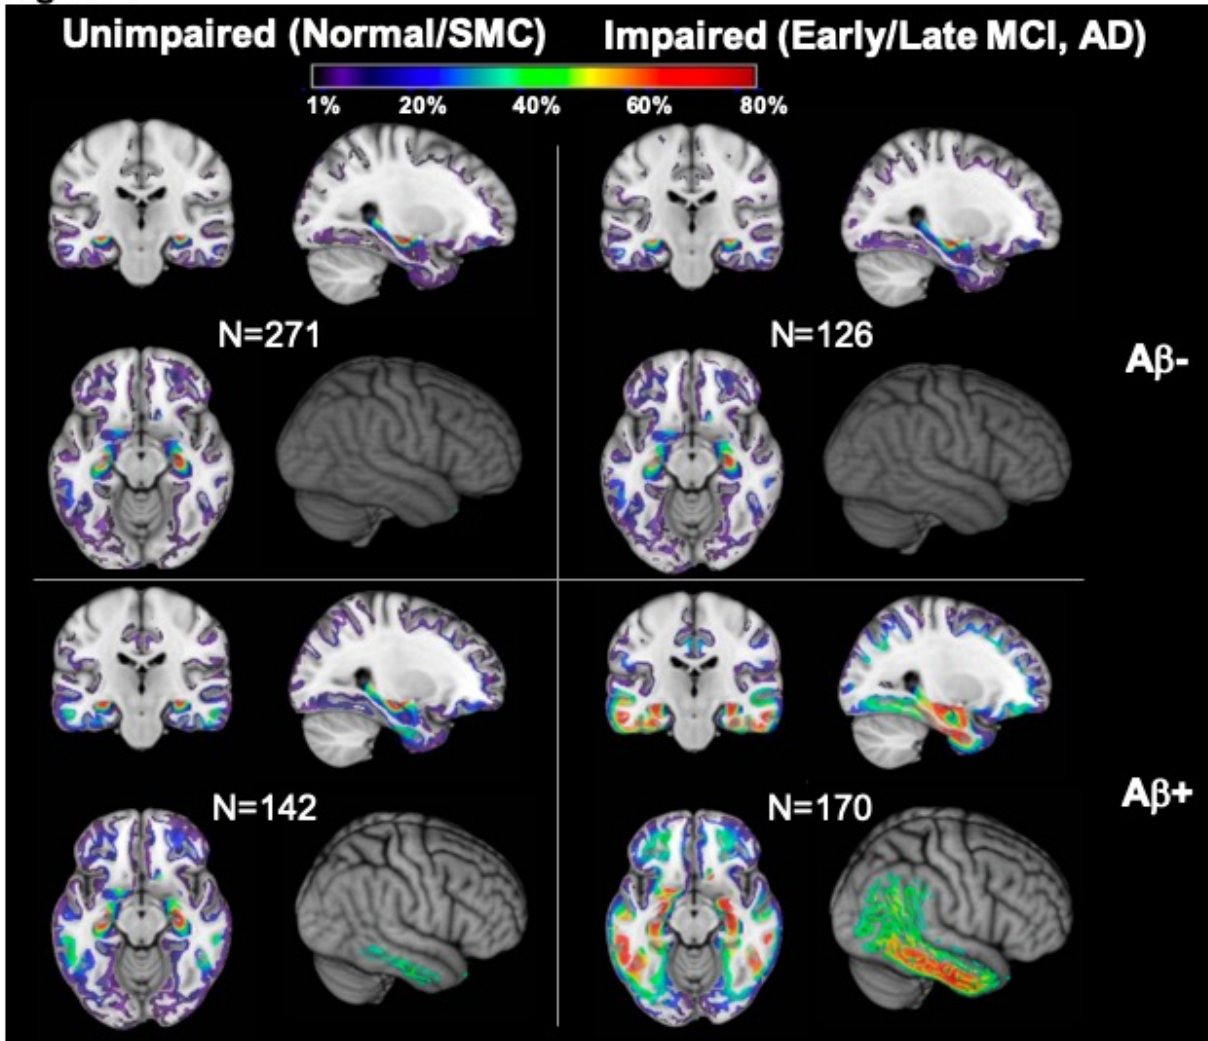 Unimpaired (Normal/SMC) Impaired (Early/Late MCI, AD)
1% 20% 40% 60% 80%
N=271 N=126
Aβ-
N=142 N=170
Aβ+